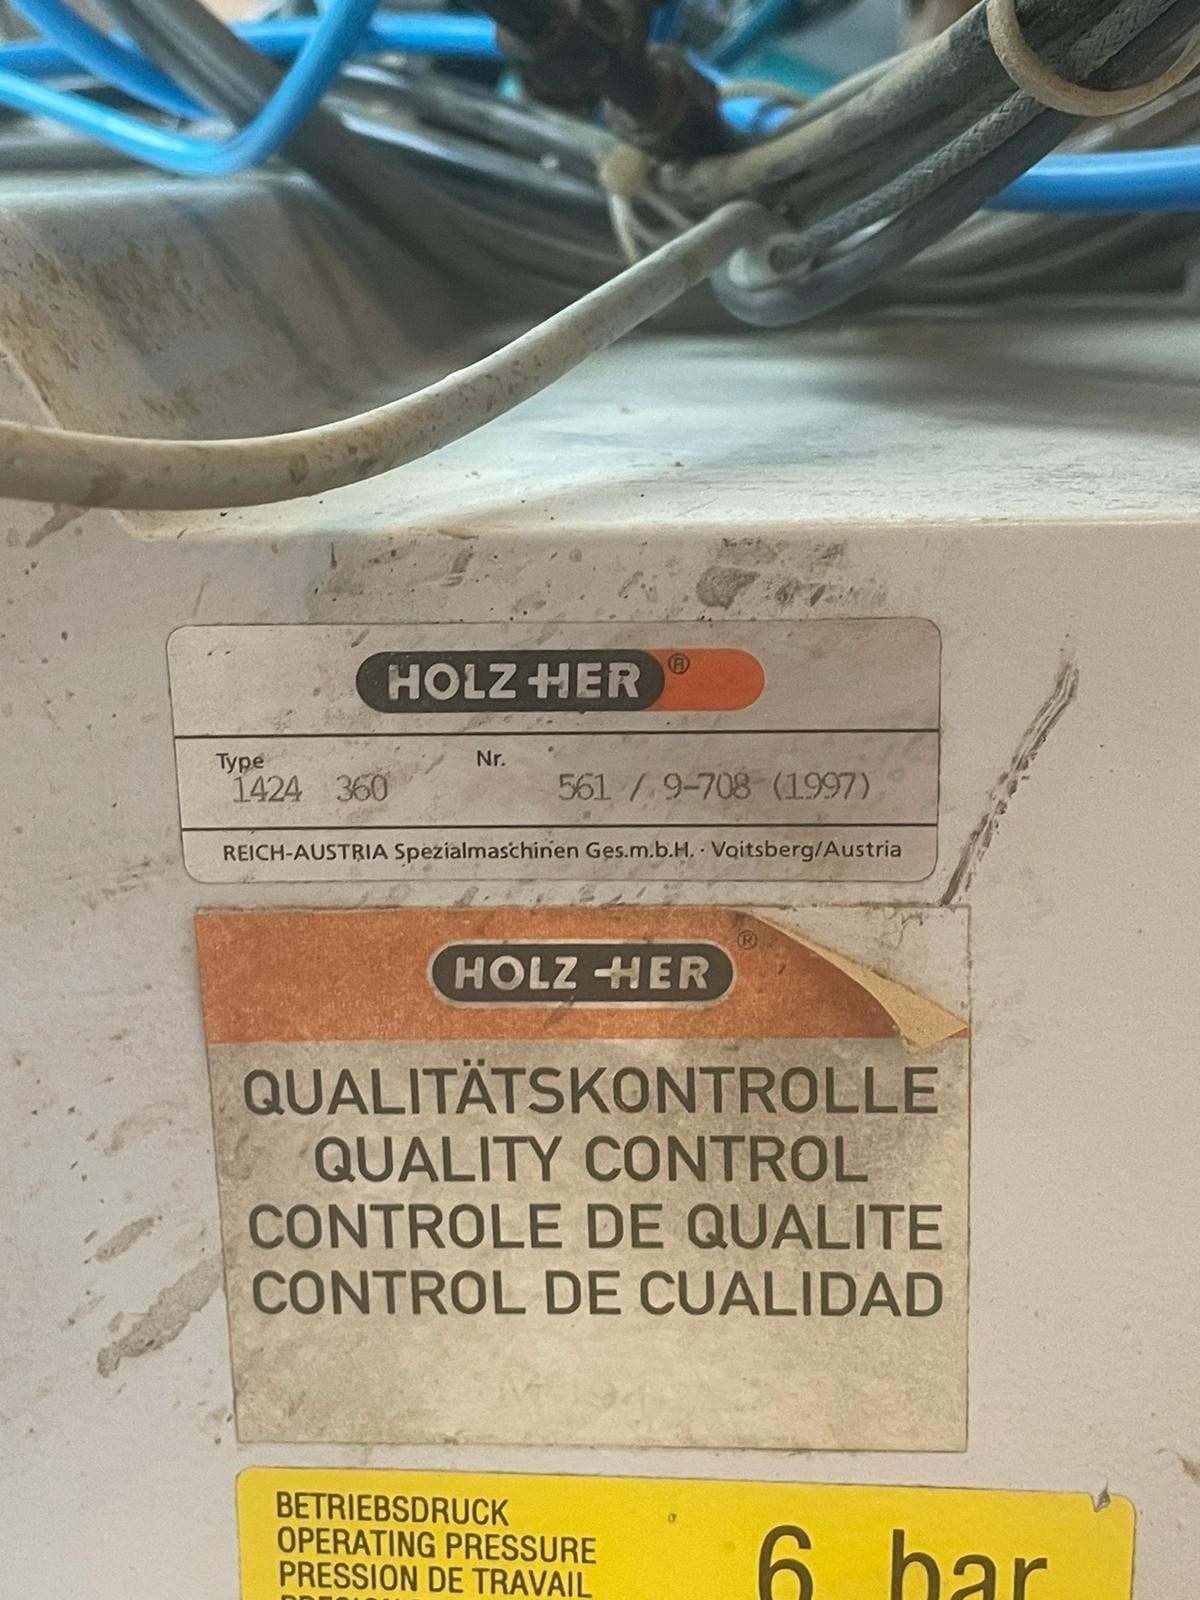 HOLZ-HER®
Type
Nr.
1424 360
561 / 9-708 (1997)
REICH-AUSTRIA Spezialmaschinen Ges.m.b.H. · Voitsberg/Austria
HOLZ-HER®
QUALITÄTSKONTROLLE
QUALITY CONTROL
CONTROLE DE QUALITE
CONTROL DE CUALIDAD
BETRIEBSDRUCK
OPERATING PRESSURE
PRESSION DE TRAVAIL
6 bar